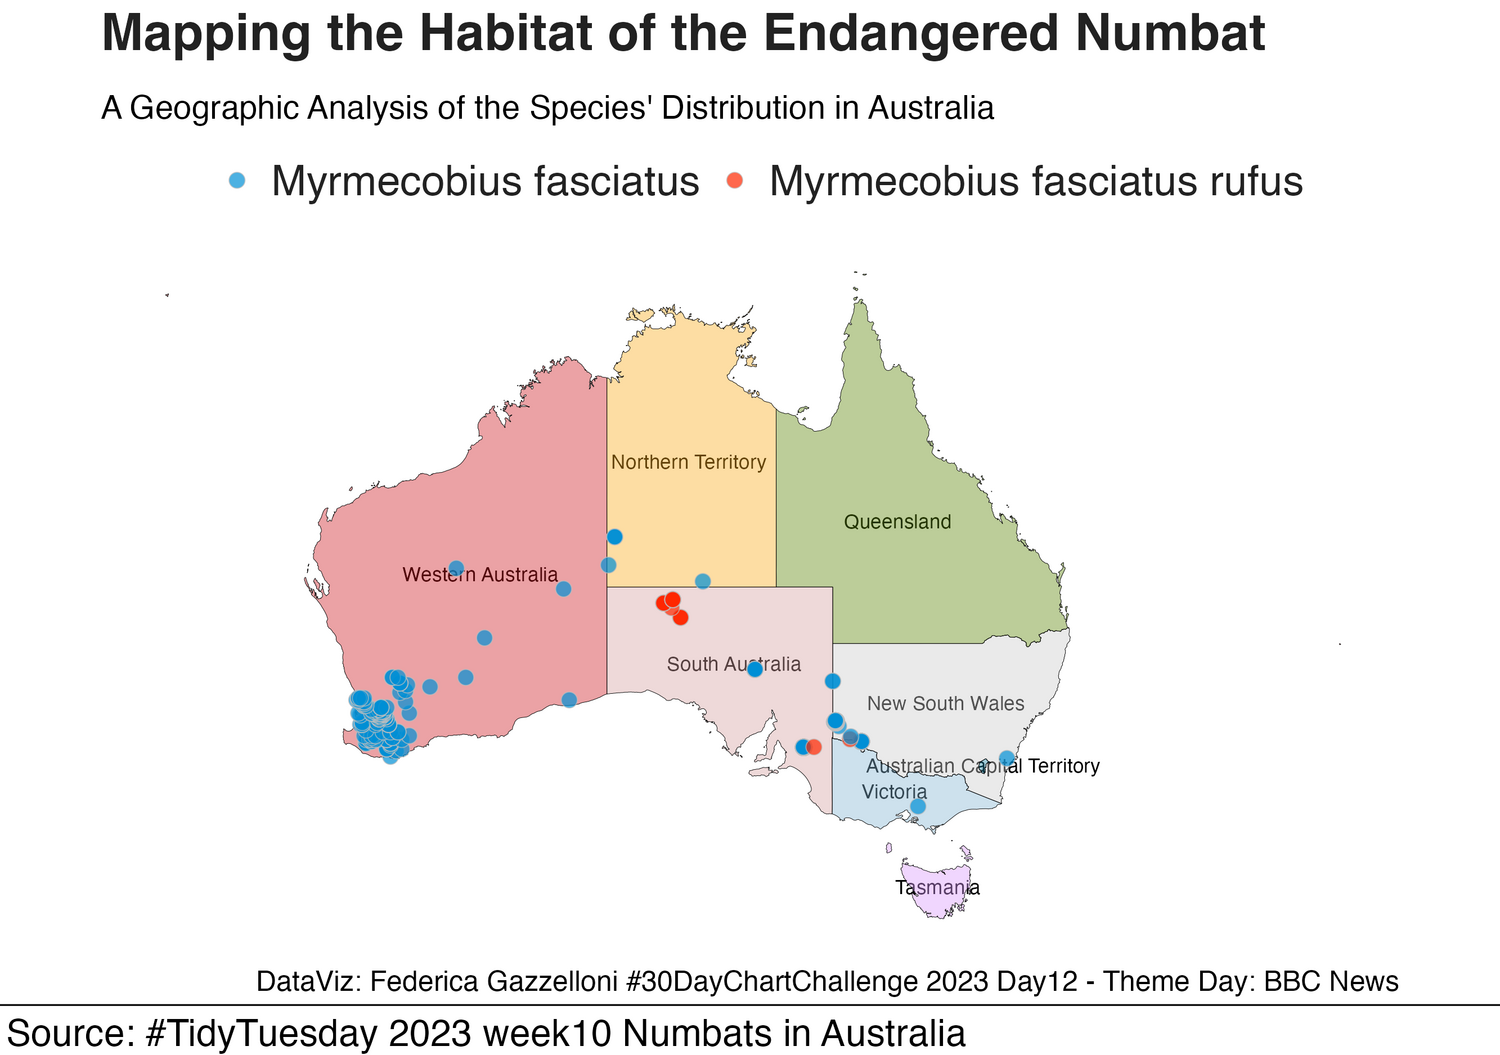 Mapping the Habitat of the Endangered Numbat
A Geographic Analysis of the Species' Distribution in Australia
Myrmecobius fasciatus
Myrmecobius fasciatus rufus
Northern Territory
Queensland
Western Australia
South Australia
New South Wales
Australian Capital Territory
Victoria
Tasmania
DataViz: Federica Gazzelloni #30DayChartChallenge 2023 Day12 - Theme Day: BBC News
Source: #TidyTuesday 2023 week10 Numbats in Australia